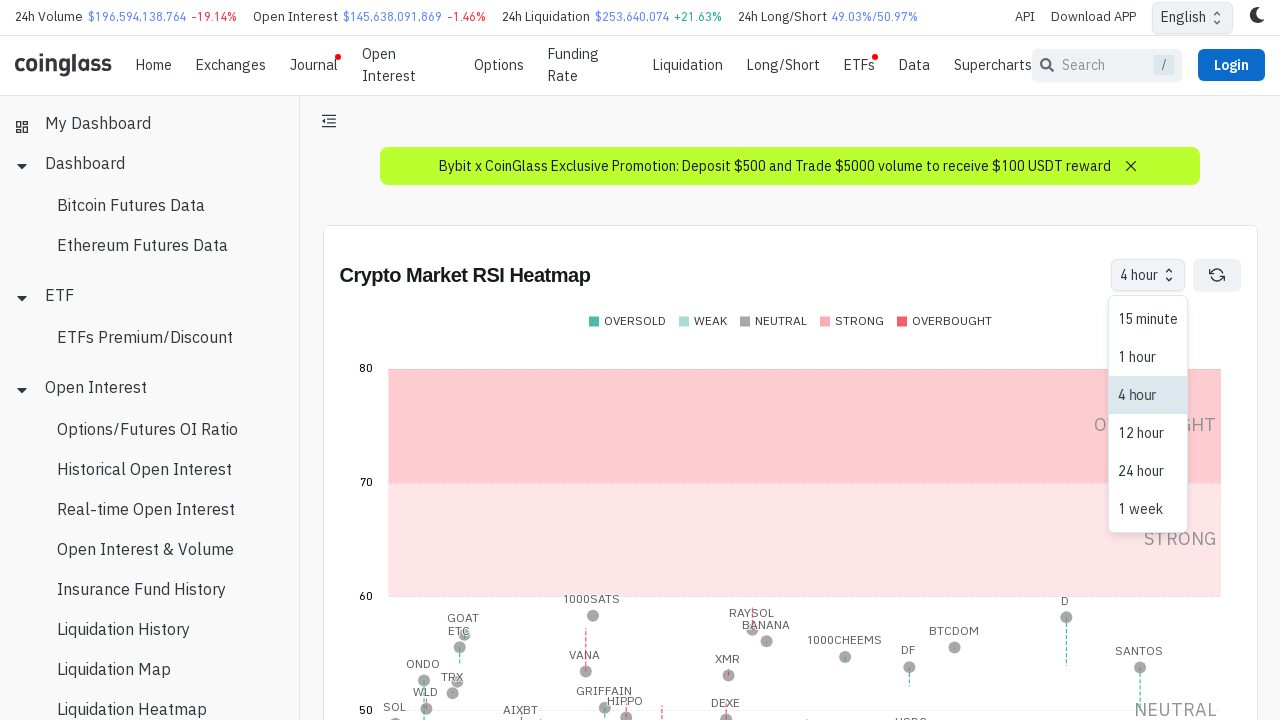 24h Volume $196,594,138,764 -19.14% Open Interest $145,638,091,869 -1.46% 24h Liquidation $253,640,074 +21.63% 24h Long/Short 49.03%/50.97% API Download APP English
coinglass Home Exchanges Journal Open Interest Options Funding Rate Liquidation Long/Short ETFs Data Supercharts Search / Login
My Dashboard
Dashboard
Bitcoin Futures Data
Ethereum Futures Data
ETF
ETFs Premium/Discount
Open Interest
Options/Futures OI Ratio
Historical Open Interest
Real-time Open Interest
Open Interest & Volume
Insurance Fund History
Liquidation History
Liquidation Map
Liquidation Heatmap
Bybit x CoinGlass Exclusive Promotion: Deposit $500 and Trade $5000 volume to receive $100 USDT reward
Crypto Market RSI Heatmap
4 hour
15 minute
1 hour
4 hour
12 hour
24 hour
1 week
OVERSOLD WEAK NEUTRAL STRONG OVERBOUGHT
80
70
STRONG
60
1000SATS
D
GOAT
RAYSOL
ETC
BANANA
BTCDOM
1000CHEEMS
DF
SANTOS
VANA
XMR
ONDO
TRX
WLD
GRIFFAIN
HIPPO
DEXE
SOL
AIXBT
50
NEUTRAL